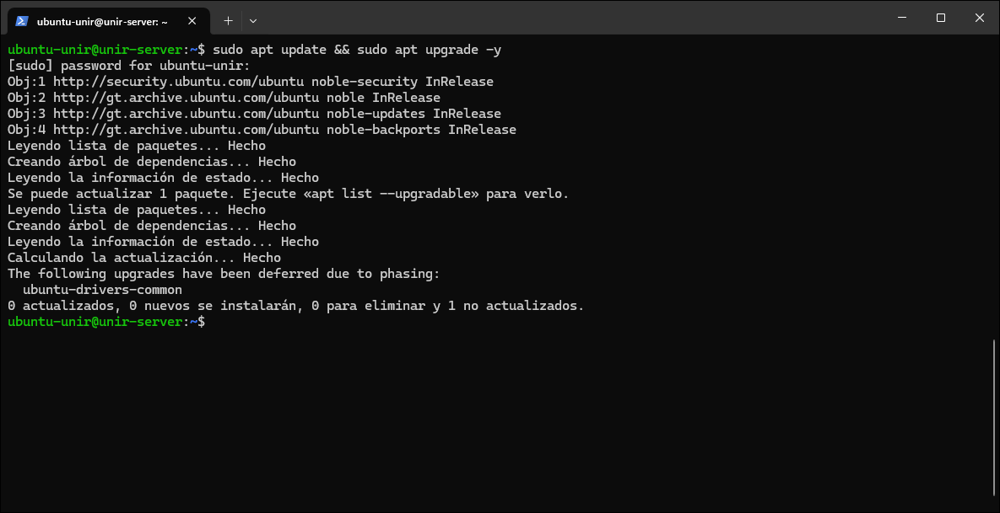 ubuntu-unir@unir-server: ~
ubuntu-unir@unir-server:~$ sudo apt update && sudo apt upgrade -y
[sudo] password for ubuntu-unir:
Obj:1 http://security.ubuntu.com/ubuntu noble-security InRelease
Obj:2 http://gt.archive.ubuntu.com/ubuntu noble InRelease
Obj:3 http://gt.archive.ubuntu.com/ubuntu noble-updates InRelease
Obj:4 http://gt.archive.ubuntu.com/ubuntu noble-backports InRelease
Leyendo lista de paquetes... Hecho
Creando árbol de dependencias... Hecho
Leyendo la información de estado... Hecho
Se puede actualizar 1 paquete. Ejecute «apt list --upgradable» para verlo.
Leyendo lista de paquetes... Hecho
Creando árbol de dependencias... Hecho
Leyendo la información de estado... Hecho
Calculando la actualización... Hecho
The following upgrades have been deferred due to phasing:
  ubuntu-drivers-common
0 actualizados, 0 nuevos se instalarán, 0 para eliminar y 1 no actualizados.
ubuntu-unir@unir-server:~$